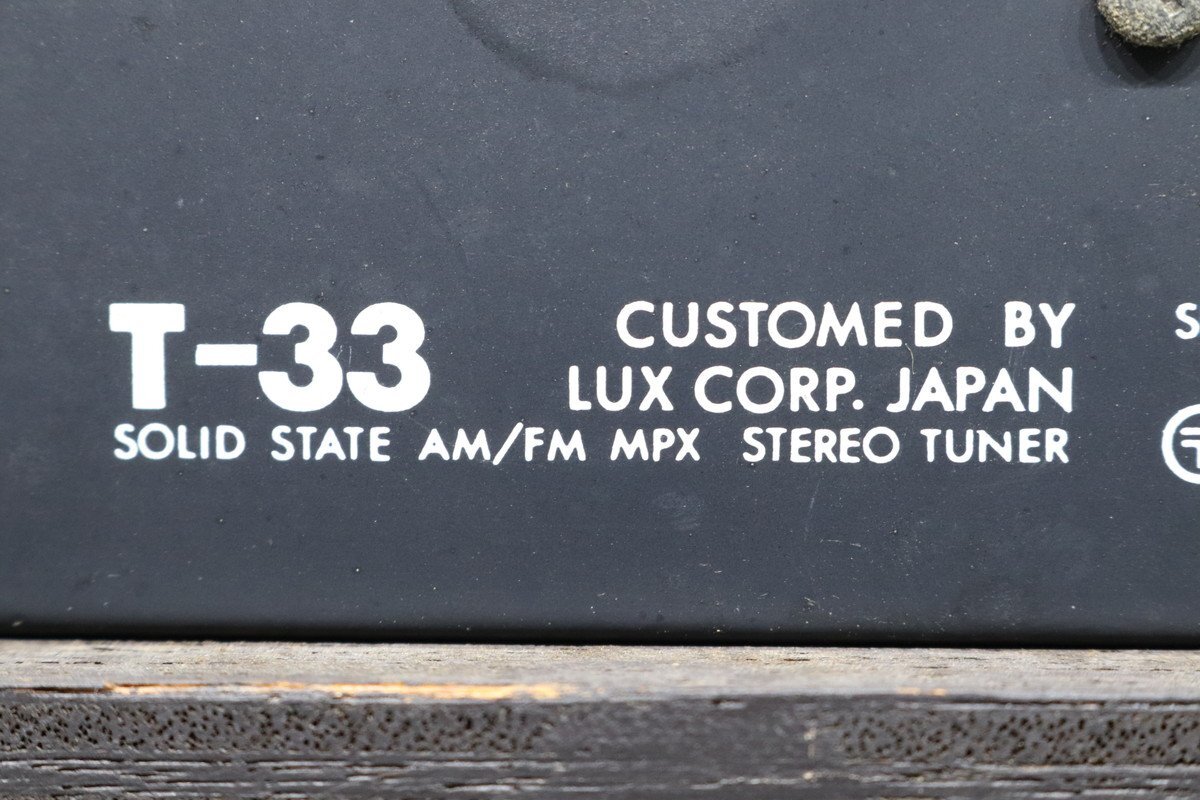 T-33
CUSTOMED BY
LUX CORP. JAPAN
SOLID STATE AM/FM MPX STEREO TUNER